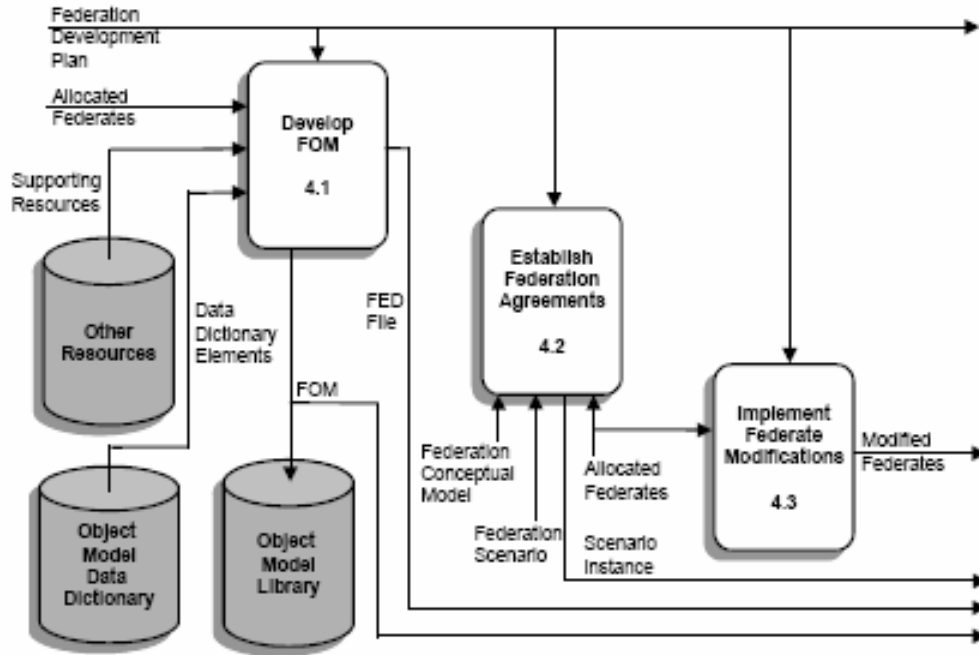 Federation
Development
Plan
Allocated
Federates
Develop
FOM
4.1
Supporting
Resources
Establish
Federation
Agreements
4.2
Other
Resources
Data
Dictionary
Elements
FED
File
FOM
Implement
Federate
Modifications
4.3
Modified
Federates
Federation
Conceptual
Model
Allocated
Federates
Federation
Scenario
Scenario
Instance
Object
Model
Data
Dictionary
Object
Model
Library